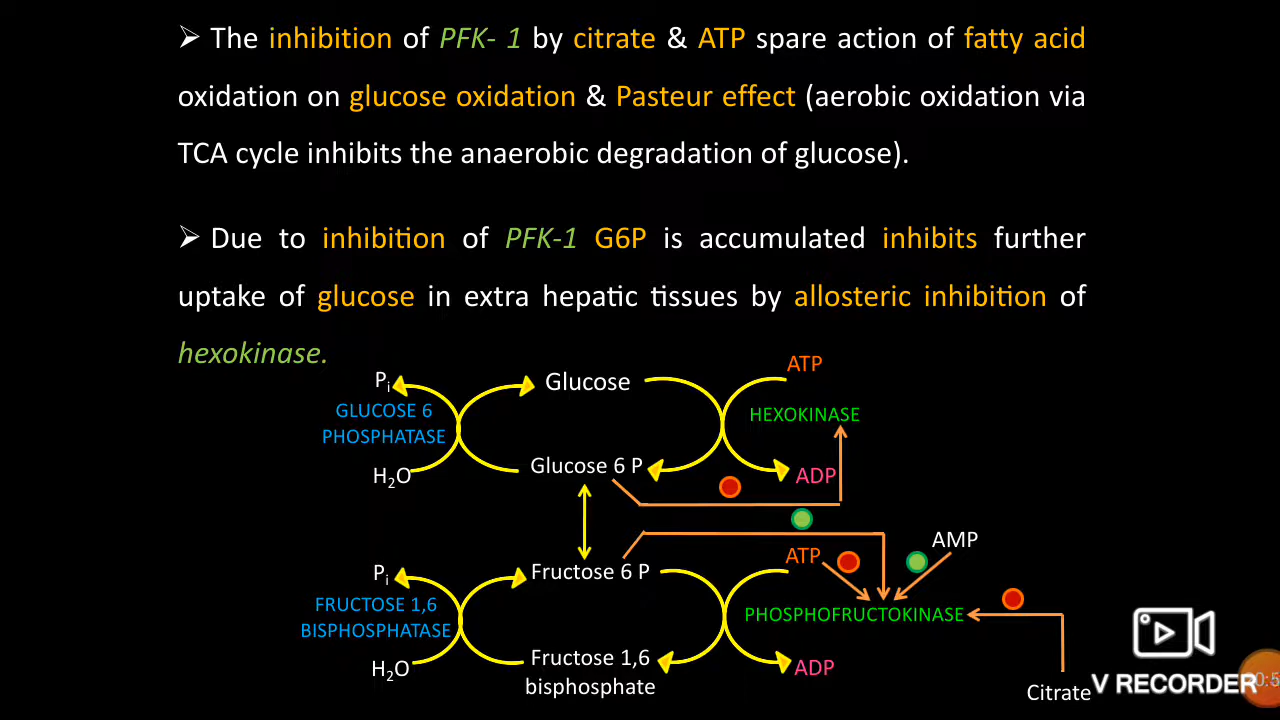 ➢ The inhibition of PFK- 1 by citrate & ATP spare action of fatty acid
oxidation on glucose oxidation & Pasteur effect (aerobic oxidation via
TCA cycle inhibits the anaerobic degradation of glucose).
➢ Due to inhibition of PFK-1 G6P is accumulated inhibits further
uptake of glucose in extra hepatic tissues by allosteric inhibition of
hexokinase.
ATP
Pi
Glucose
GLUCOSE 6
PHOSPHATASE
HEXOKINASE
H2O
Glucose 6 P
ADP
AMP
ATP
Pi
Fructose 6 P
FRUCTOSE 1,6
BISPHOSPHATASE
PHOSPHOFRUCTOKINASE
H2O
Fructose 1,6
bisphosphate
ADP
Citrate
V RECORDER